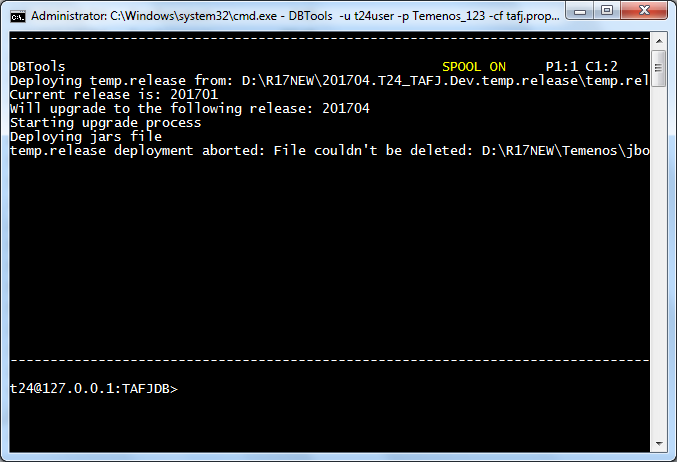 Administrator: C:\Windows\system32\cmd.exe - DBTools -u t24user -p Temenos_123 -cf tafj.prop...
DBTools SPOOL ON P1:1 C1:2
Deploying temp.release from: D:\R17NEW\201704.T24_TAFJ.Dev.temp.release\temp.rel
Current release is: 201701
Will upgrade to the following release: 201704
Starting upgrade process
Deploying jars file
temp.release deployment aborted: File couldn't be deleted: D:\R17NEW\Temenos\jbo
t24@127.0.0.1:TAFJDB>